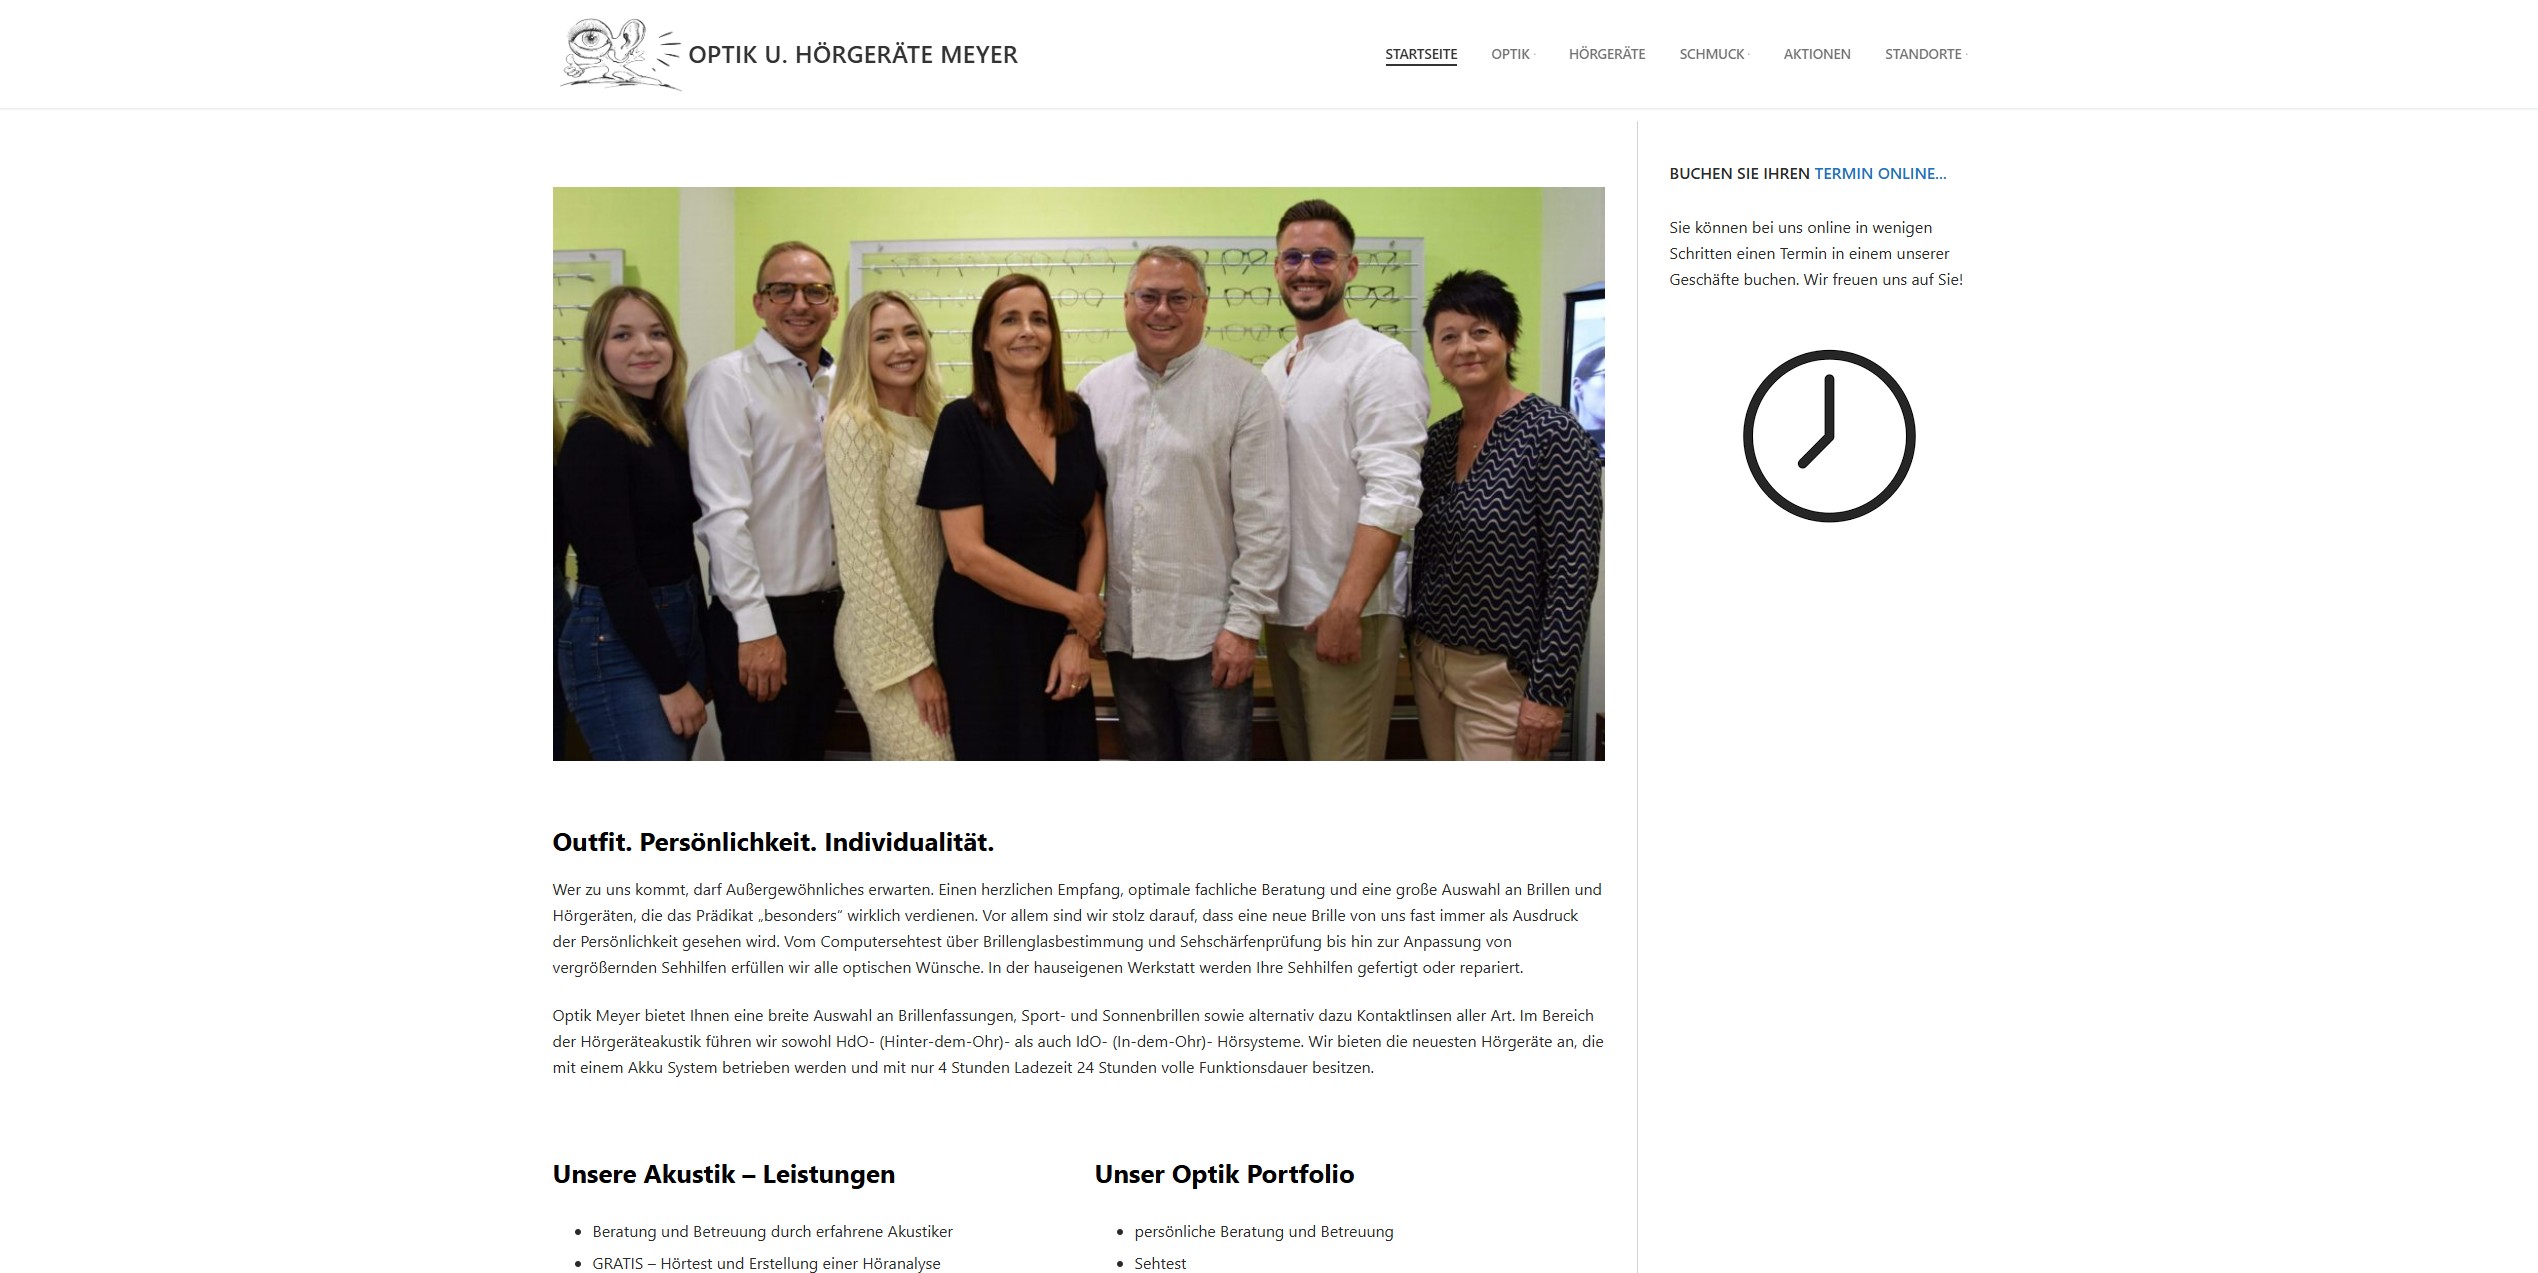 OPTIK U. HÖRGERÄTE MEYER
STARTSEITE
OPTIK
HÖRGERÄTE
SCHMUCK
AKTIONEN
STANDORTE
BUCHEN SIE IHREN TERMIN ONLINE…
Sie können bei uns online in wenigen
Schritten einen Termin in einem unserer
Geschäfte buchen. Wir freuen uns auf Sie!
Outfit. Persönlichkeit. Individualität.
Wer zu uns kommt, darf Außergewöhnliches erwarten. Einen herzlichen Empfang, optimale fachliche Beratung und eine große Auswahl an Brillen und
Hörgeräten, die das Prädikat „besonders“ wirklich verdienen. Vor allem sind wir stolz darauf, dass eine neue Brille von uns fast immer als Ausdruck
der Persönlichkeit gesehen wird. Vom Computersehtest über Brillenglasbestimmung und Sehschärfenprüfung bis hin zur Anpassung von
vergrößernden Sehhilfen erfüllen wir alle optischen Wünsche. In der hauseigenen Werkstatt werden Ihre Sehhilfen gefertigt oder repariert.
Optik Meyer bietet Ihnen eine breite Auswahl an Brillenfassungen, Sport- und Sonnenbrillen sowie alternativ dazu Kontaktlinsen aller Art. Im Bereich
der Hörgeräteakustik führen wir sowohl HdO- (Hinter-dem-Ohr)- als auch IdO- (In-dem-Ohr)- Hörsysteme. Wir bieten die neuesten Hörgeräte an, die
mit einem Akku System betrieben werden und mit nur 4 Stunden Ladezeit 24 Stunden volle Funktionsdauer besitzen.
Unsere Akustik – Leistungen
• Beratung und Betreuung durch erfahrene Akustiker
• GRATIS – Hörtest und Erstellung einer Höranalyse
Unser Optik Portfolio
• persönliche Beratung und Betreuung
• Sehtest